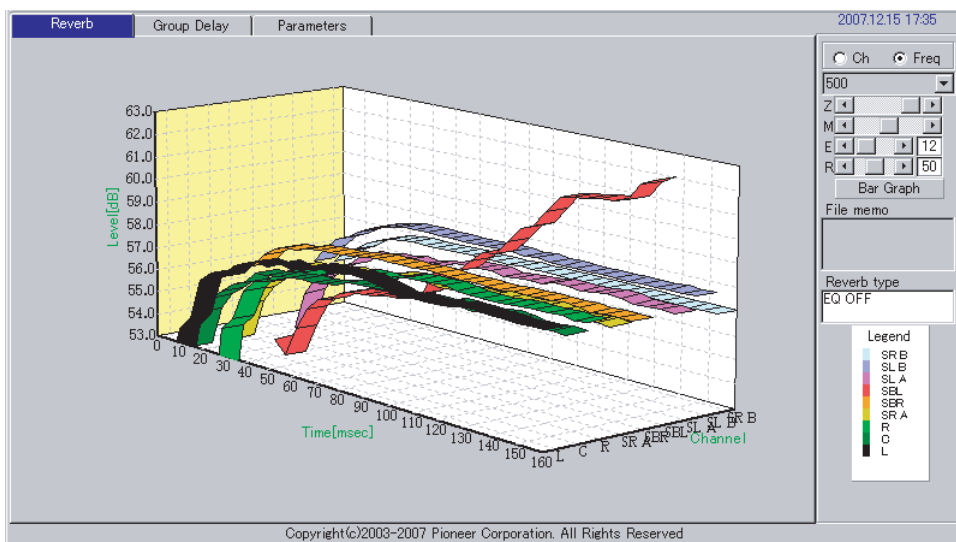 Reverb
Group Delay
Parameters
2007.12.15 17:35
Ch
Freq
500
Z
M
E
12
R
50
Bar Graph
File memo
Reverb type
EQ OFF
Legend
SR B
SL B
SL A
SBL
SBR
SR A
R
C
L
63.0
62.0
61.0
60.0
59.0
58.0
57.0
56.0
55.0
54.0
53.0
Level[dB]
0
10
20
30
40
50
60
70
80
90
100
110
120
130
140
150
160
Time[msec]
L
C
R
SR A
SBR
SBL
SL A
SL B
SR B
Channel
Copyright(c)2003-2007 Pioneer Corporation. All Rights Reserved